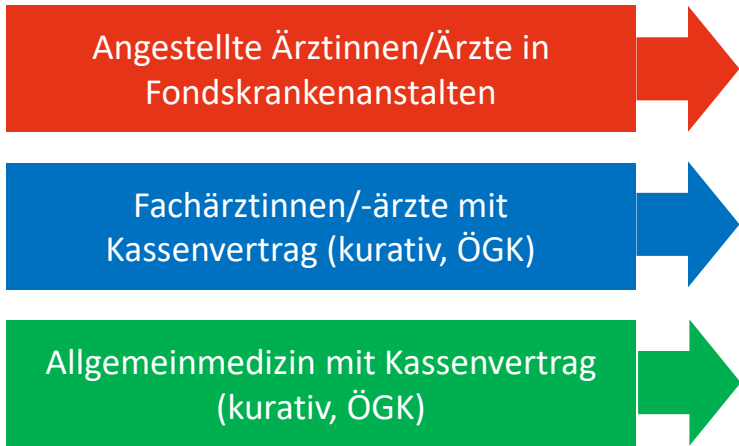 Angestellte Ärztinnen/Ärzte in
Fondskrankenanstalten
Fachärztinnen/-ärzte mit
Kassenvertrag (kurativ, ÖGK)
Allgemeinmedizin mit Kassenvertrag
(kurativ, ÖGK)